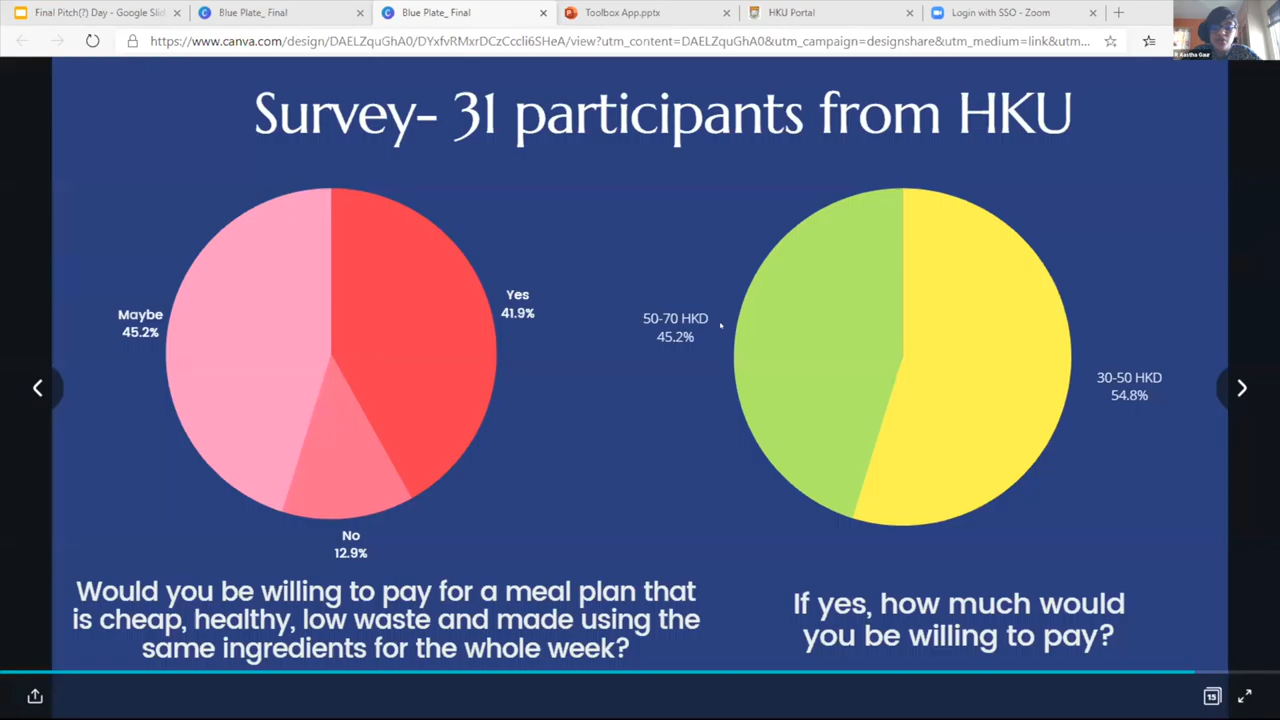 Final Pitch(?) Day - Google Slid
Blue Plate_ Final
Blue Plate_ Final
Toolbox App.pptx
HKU Portal
Login with SSO - Zoom
https://www.canva.com/design/DAELZquGhA0/DYxfvRMxrDCzCccli6SHeA/view?utm_content=DAELZquGhA0&utm_campaign=designshare&utm_medium=link&utm...
Survey- 31 participants from HKU
Yes
41.9%
Maybe
45.2%
No
12.9%
50-70 HKD
45.2%
30-50 HKD
54.8%
Would you be willing to pay for a meal plan that
is cheap, healthy, low waste and made using the
same ingredients for the whole week?
If yes, how much would
you be willing to pay?
15